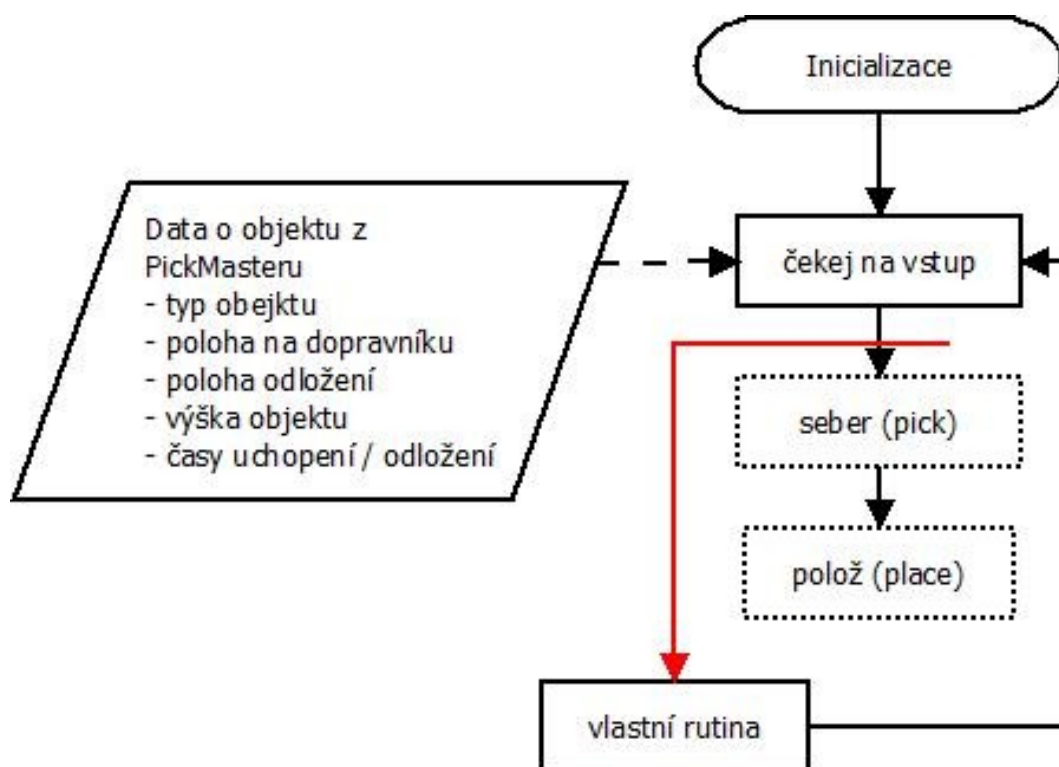 Inicializace
Data o objektu z
PickMasteru
- typ obejktu
- poloha na dopravníku
- poloha odložení
- výška objektu
- časy uchopení / odložení
čekej na vstup
seber (pick)
polož (place)
vlastní rutina